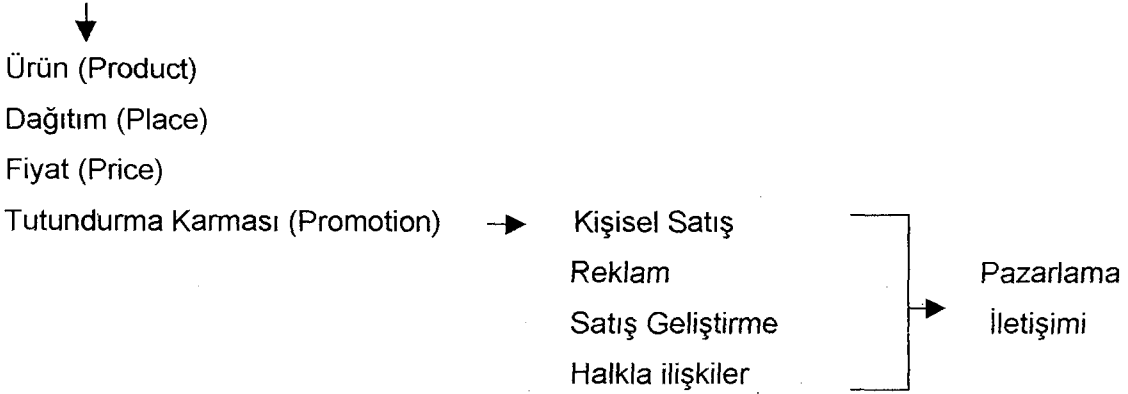 Ürün (Product)
Dağıtım (Place)
Fiyat (Price)
Tutundurma Karması (Promotion) Kişisel Satış
Reklam Pazarlama
Satış Geliştirme İletişimi
Halkla ilişkiler